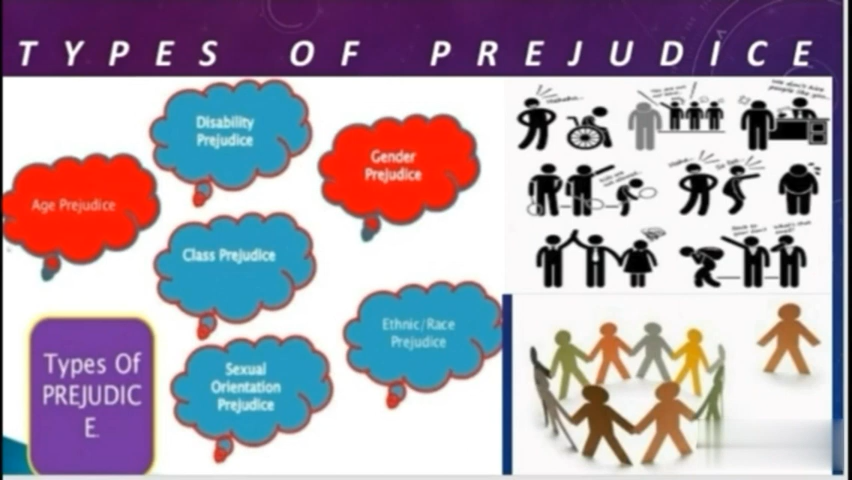 TYPES OF PREJUDICE
Disability
Prejudice
Gender
Prejudice
Age Prejudice
Class Prejudice
Ethnic/Race
Prejudice
Sexual
Orientation
Prejudice
Types Of
PREJUDIC
E.